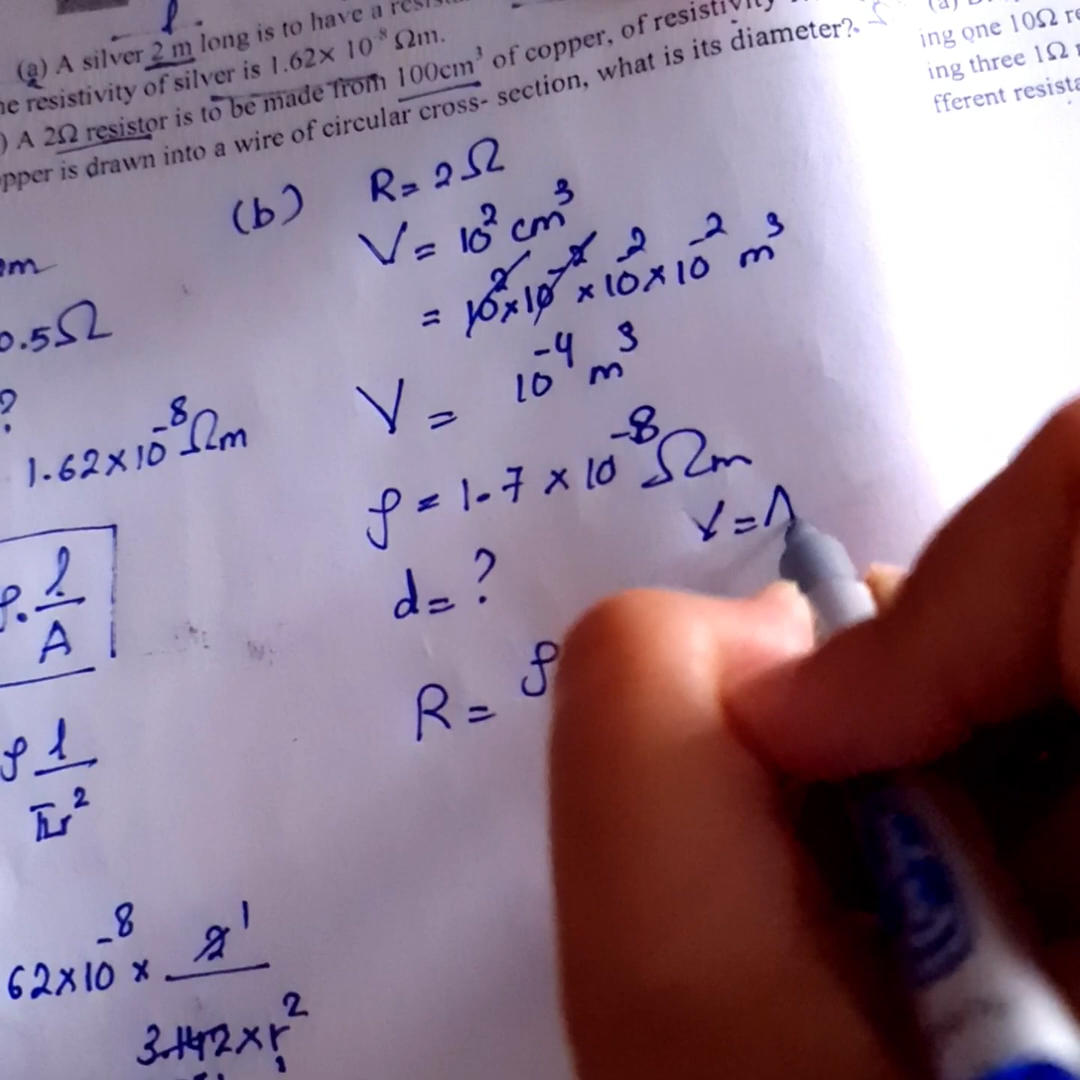 (a) A silver 2 m long is to have a
resistivity of silver is 1.62× 10⁻⁸ Ωm.
) A 2Ω resistor is to be made from 100cm³ of copper, of resistivity
pper is drawn into a wire of circular cross- section, what is its diameter?
ing one 10Ω
ing three 1Ω
fferent
(b) R = 2Ω
V = 10² cm³
= 10² × 10⁻² × 10⁻² × 10⁻² m³
V = 10⁻⁴ m³
ρ = 1.7 × 10⁻⁸ Ωm
V = A
d = ?
R = ρ
0.5Ω
?
1.62×10⁻⁸ Ωm
ρ. l/A
ρ l/πr²
62×10⁻⁸ × 2 1
3.142×r²